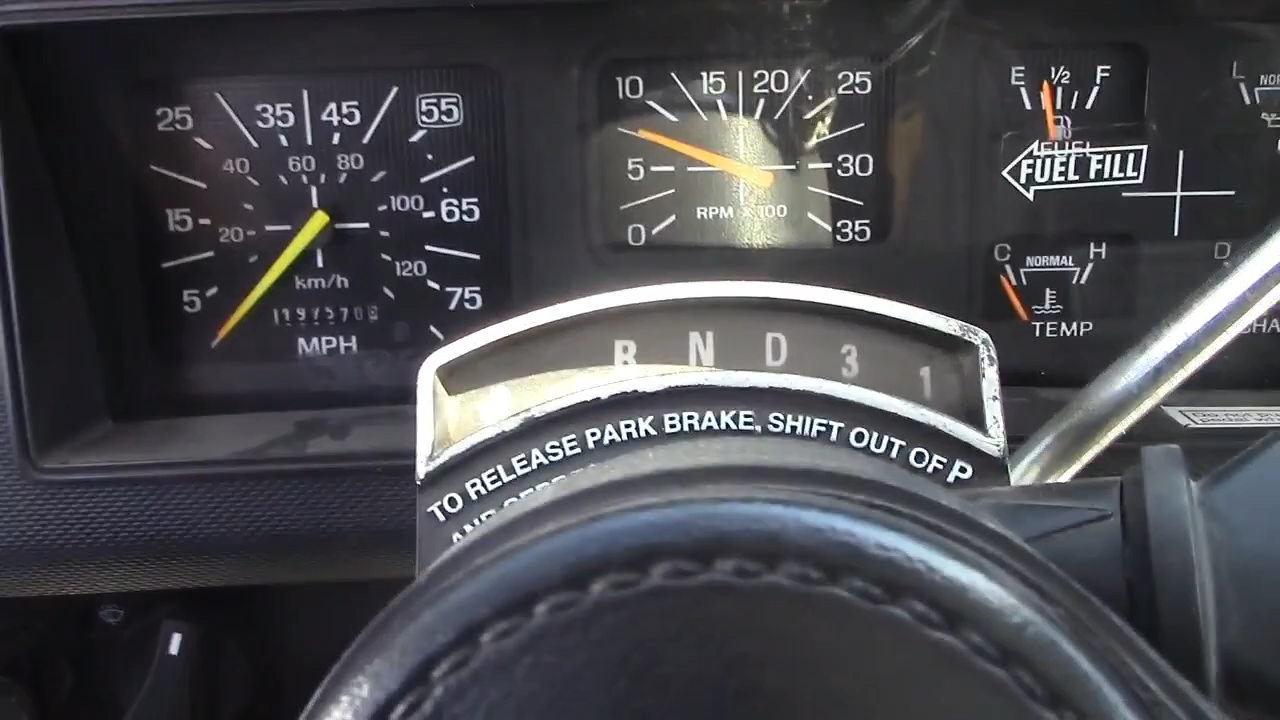 25 35 45 55
40 60 80
15 20 100 65
5 km/h 120 75
MPH
10 15 20 25
5 30
RPM X 100
0 35
E 1/2 F
FUEL
FUEL FILL
C NORMAL H
TEMP
L
D
R N D 3 1
TO RELEASE PARK BRAKE, SHIFT OUT OF P